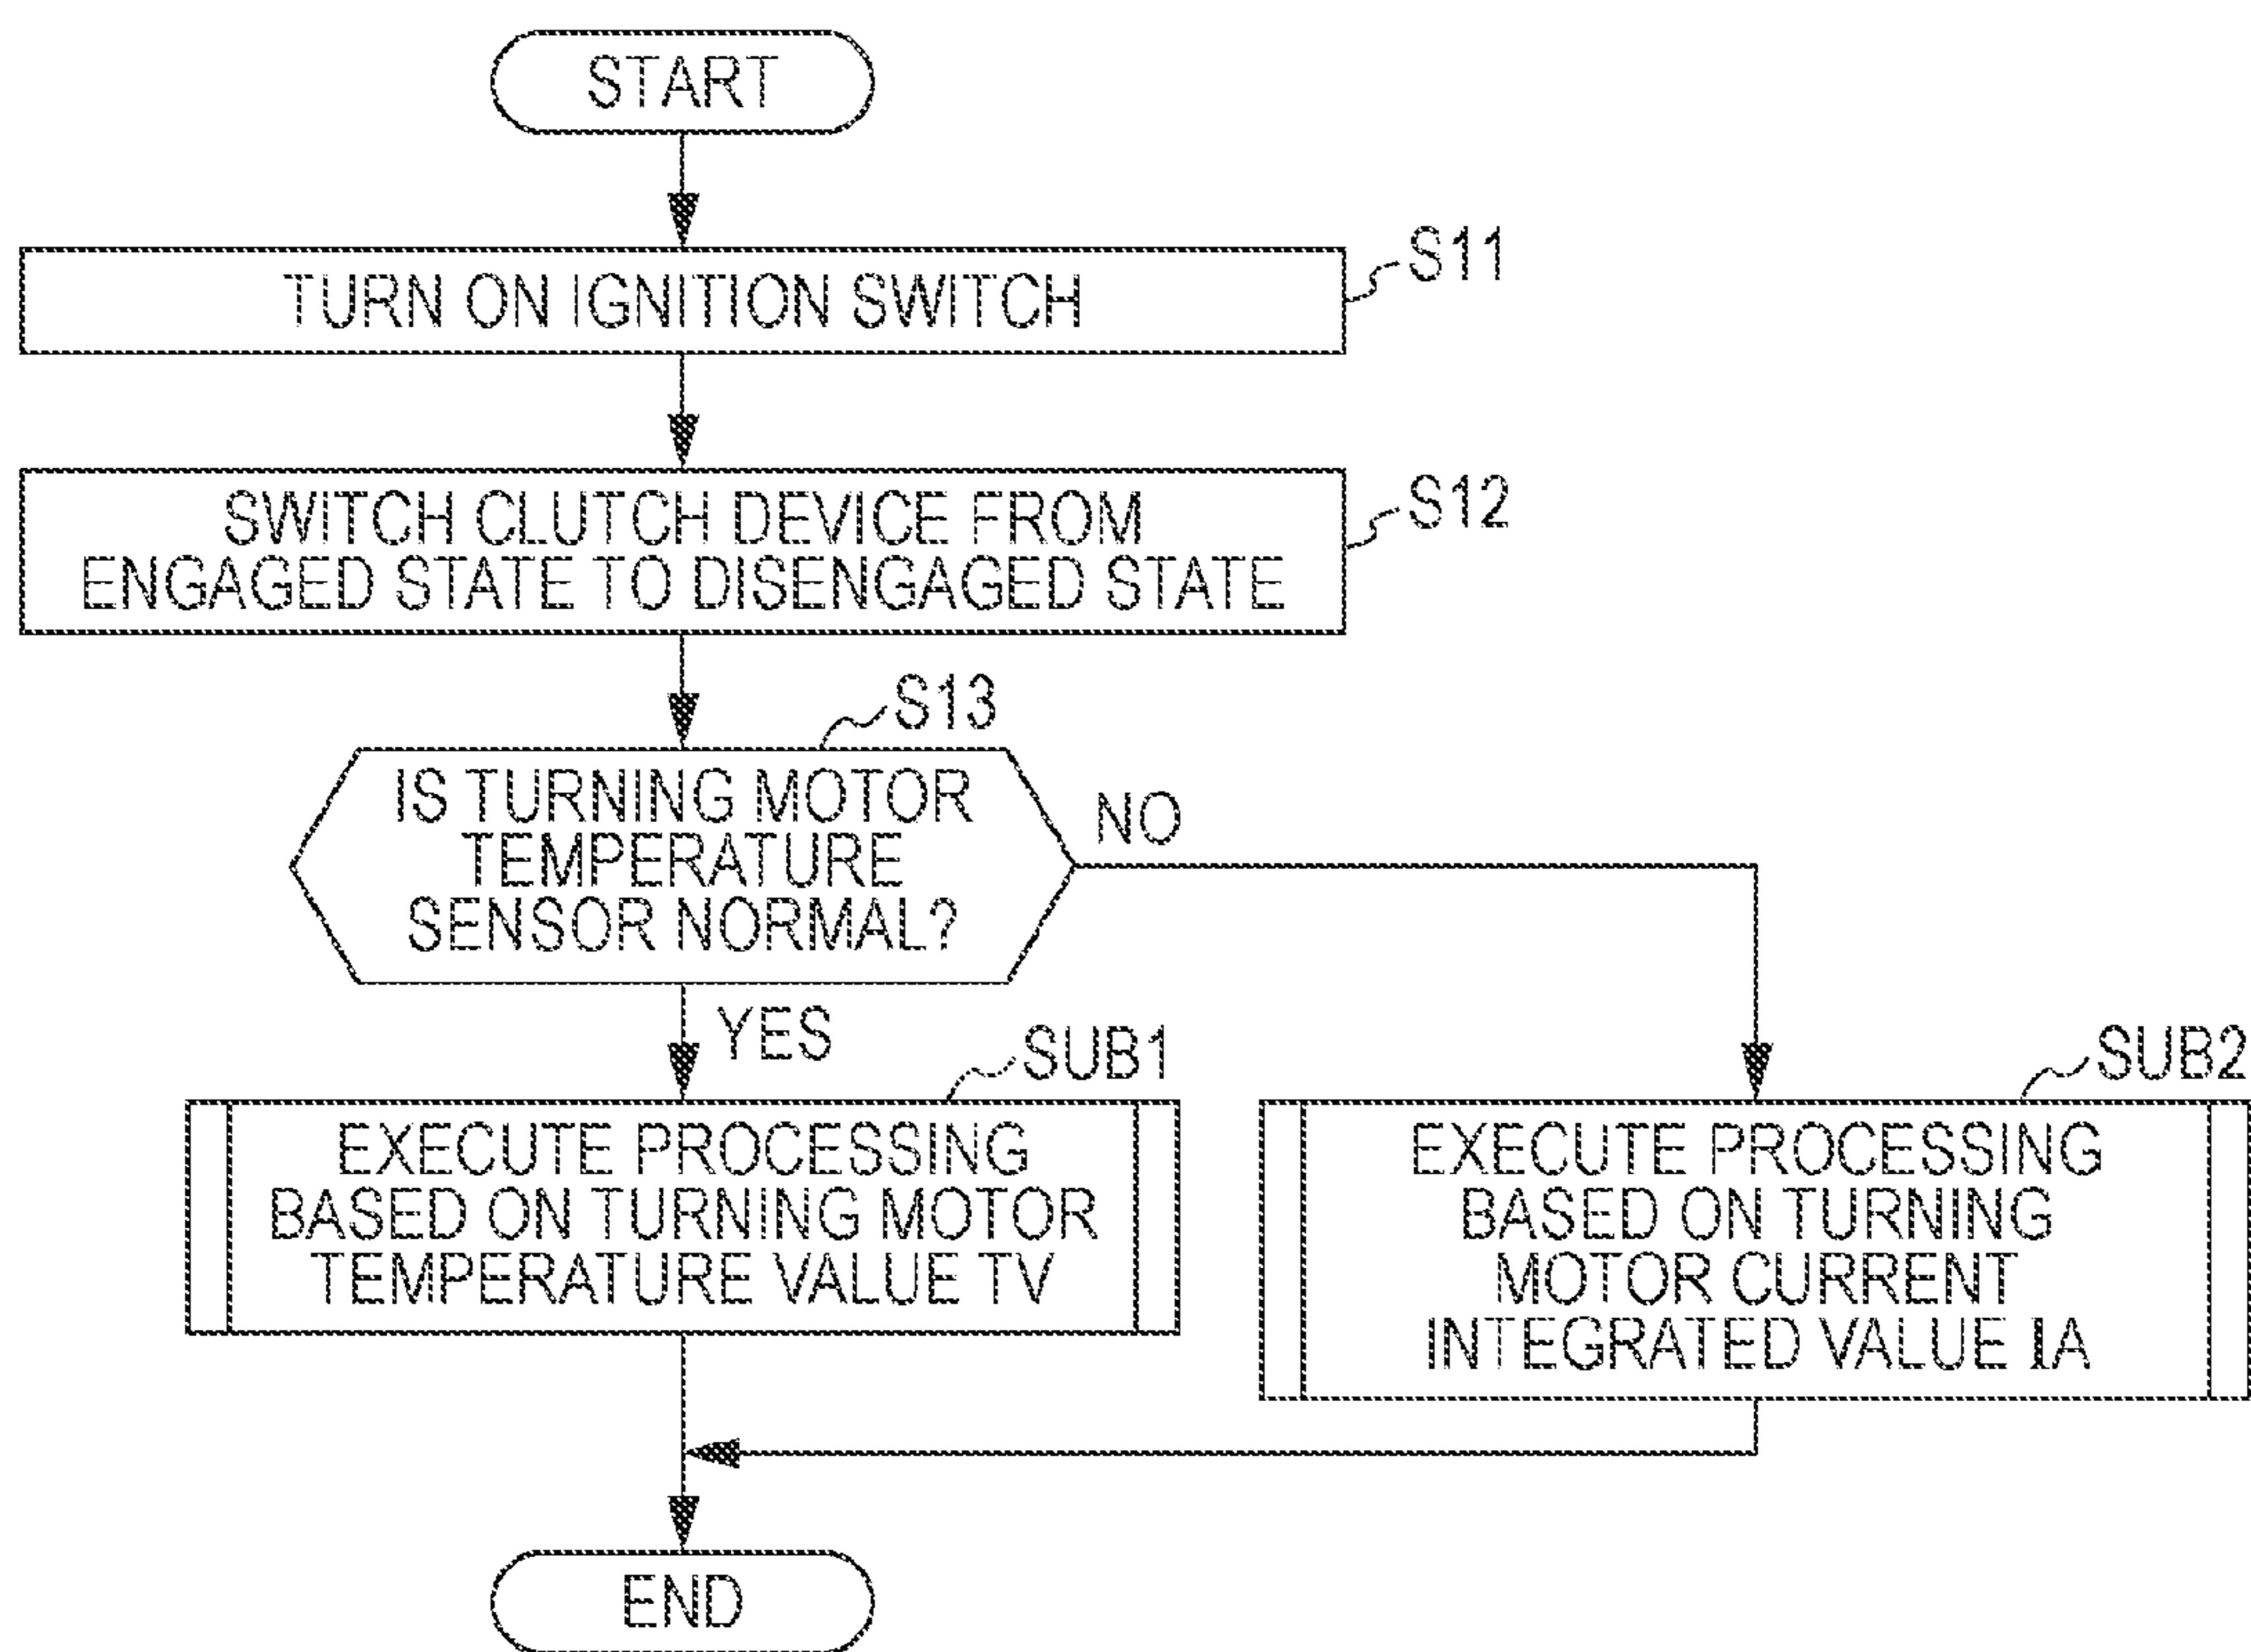 START
S11
TURN ON IGNITION SWITCH
S12
SWITCH CLUTCH DEVICE FROM
ENGAGED STATE TO DISENGAGED STATE
S13
IS TURNING MOTOR
TEMPERATURE
SENSOR NORMAL?
NO
YES
SUB1
EXECUTE PROCESSING
BASED ON TURNING MOTOR
TEMPERATURE VALUE TV
SUB2
EXECUTE PROCESSING
BASED ON TURNING
MOTOR CURRENT
INTEGRATED VALUE IA
END